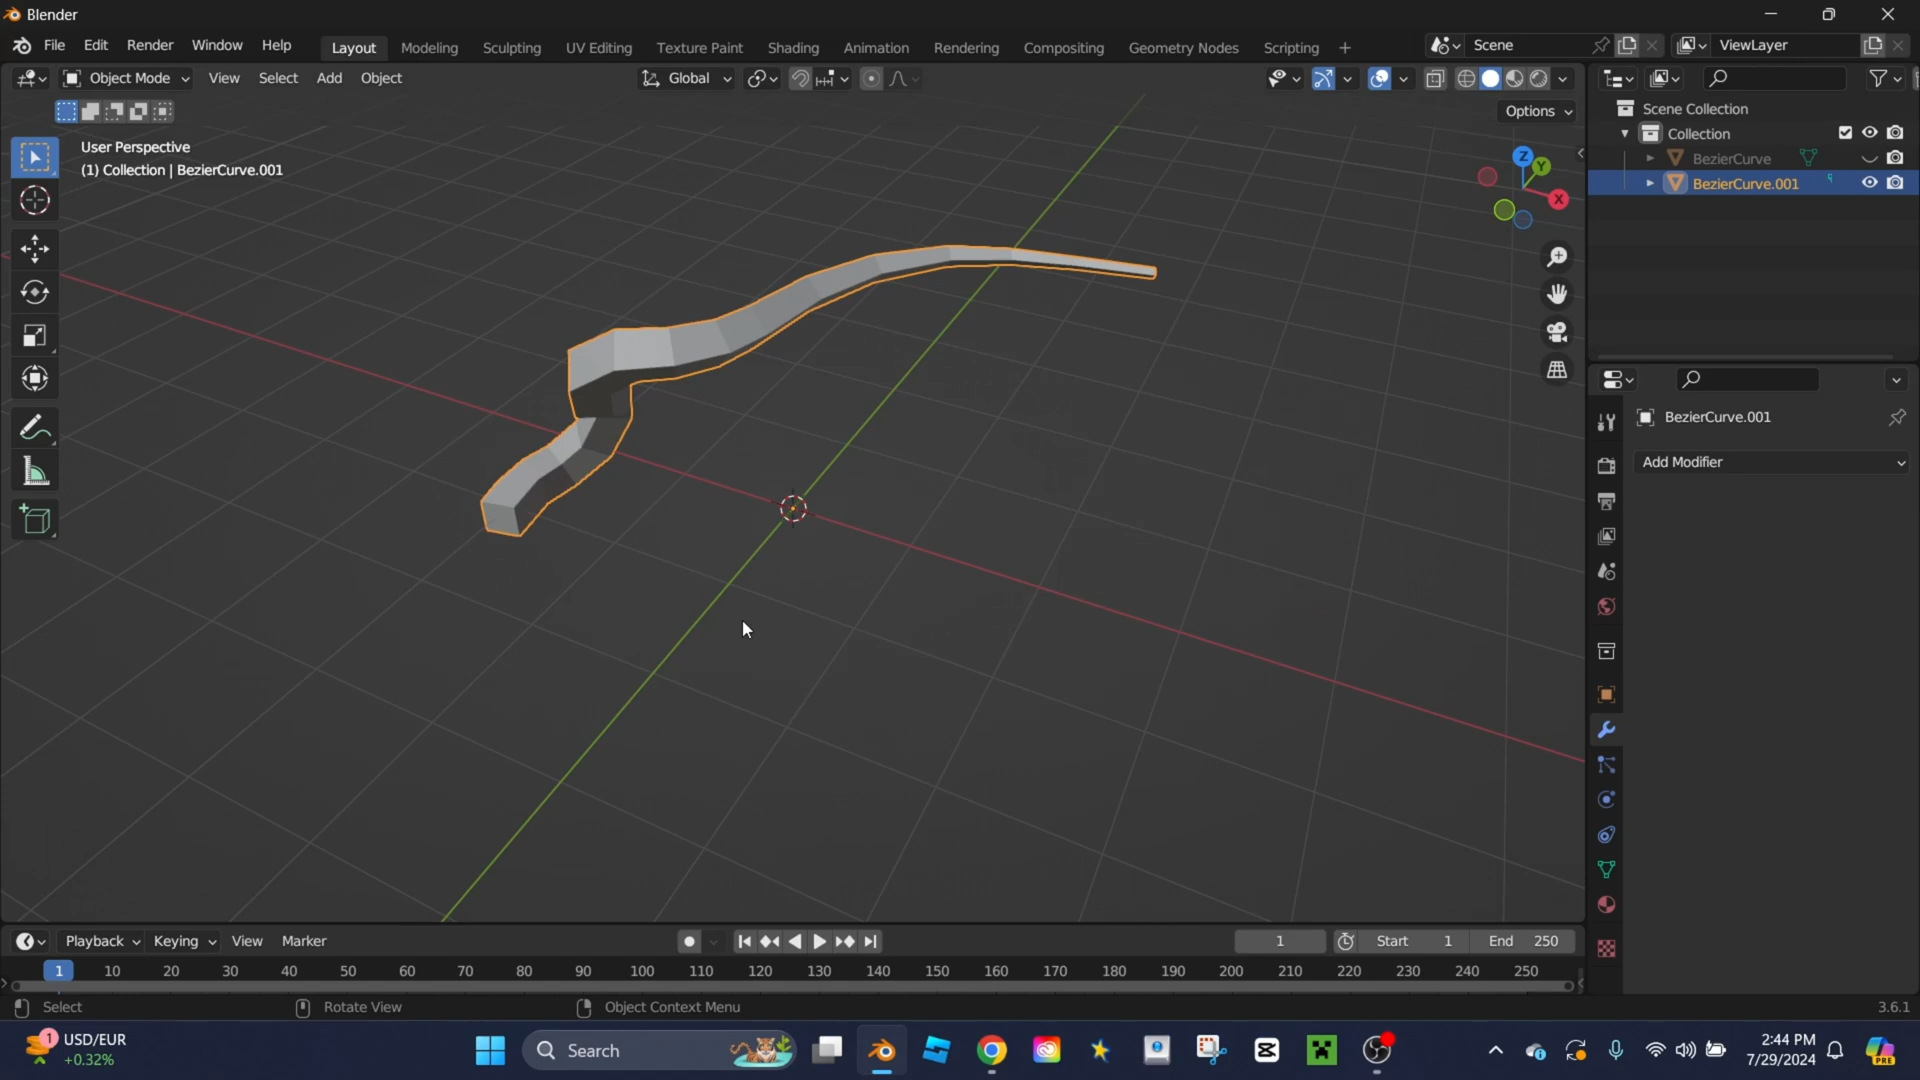 Blender
File Edit Render Window Help Layout Modeling Sculpting UV Editing Texture Paint Shading Animation Rendering Compositing Geometry Nodes Scripting + Scene ViewLayer
Object Mode View Select Add Object Global
Options
User Perspective
(1) Collection | BezierCurve.001
Z
Y
X
Scene Collection
Collection
BezierCurve
BezierCurve.001
BezierCurve.001
Add Modifier
Playback Keying View Marker 1 Start 1 End 250
1 10 20 30 40 50 60 70 80 90 100 110 120 130 140 150 160 170 180 190 200 210 220 230 240 250
Select Rotate View Object Context Menu 3.6.1
1 USD/EUR
+0.32%
Search
2:44 PM
7/29/2024
PRE